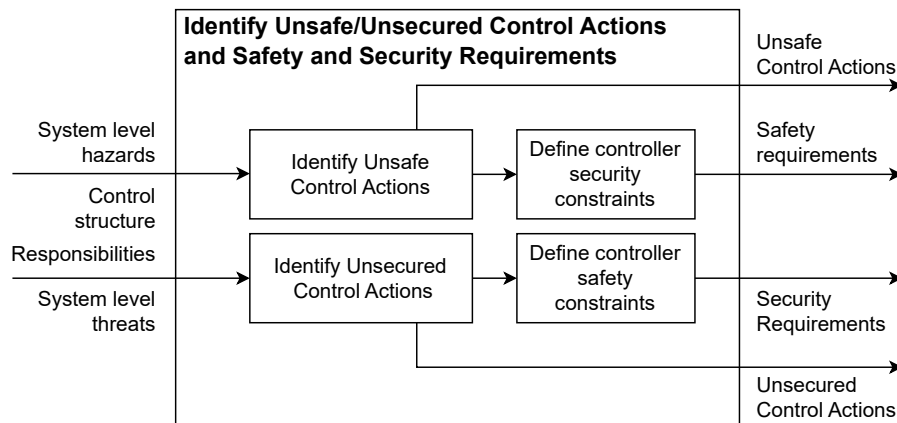 Identify Unsafe/Unsecured Control Actions
and Safety and Security Requirements
Unsafe
Control Actions
System level
hazards
Identify Unsafe
Control Actions
Define controller
security
constraints
Safety
requirements
Control
structure
Responsibilities
Identify Unsecured
Control Actions
Define controller
safety
constraints
System level
threats
Security
Requirements
Unsecured
Control Actions